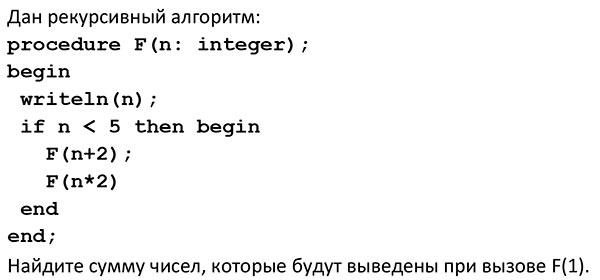 Дан рекурсивный алгоритм:
procedure F(n: integer);
begin
 writeln(n);
 if n < 5 then begin
   F(n+2);
   F(n*2)
 end
end;
Найдите сумму чисел, которые будут выведены при вызове F(1).